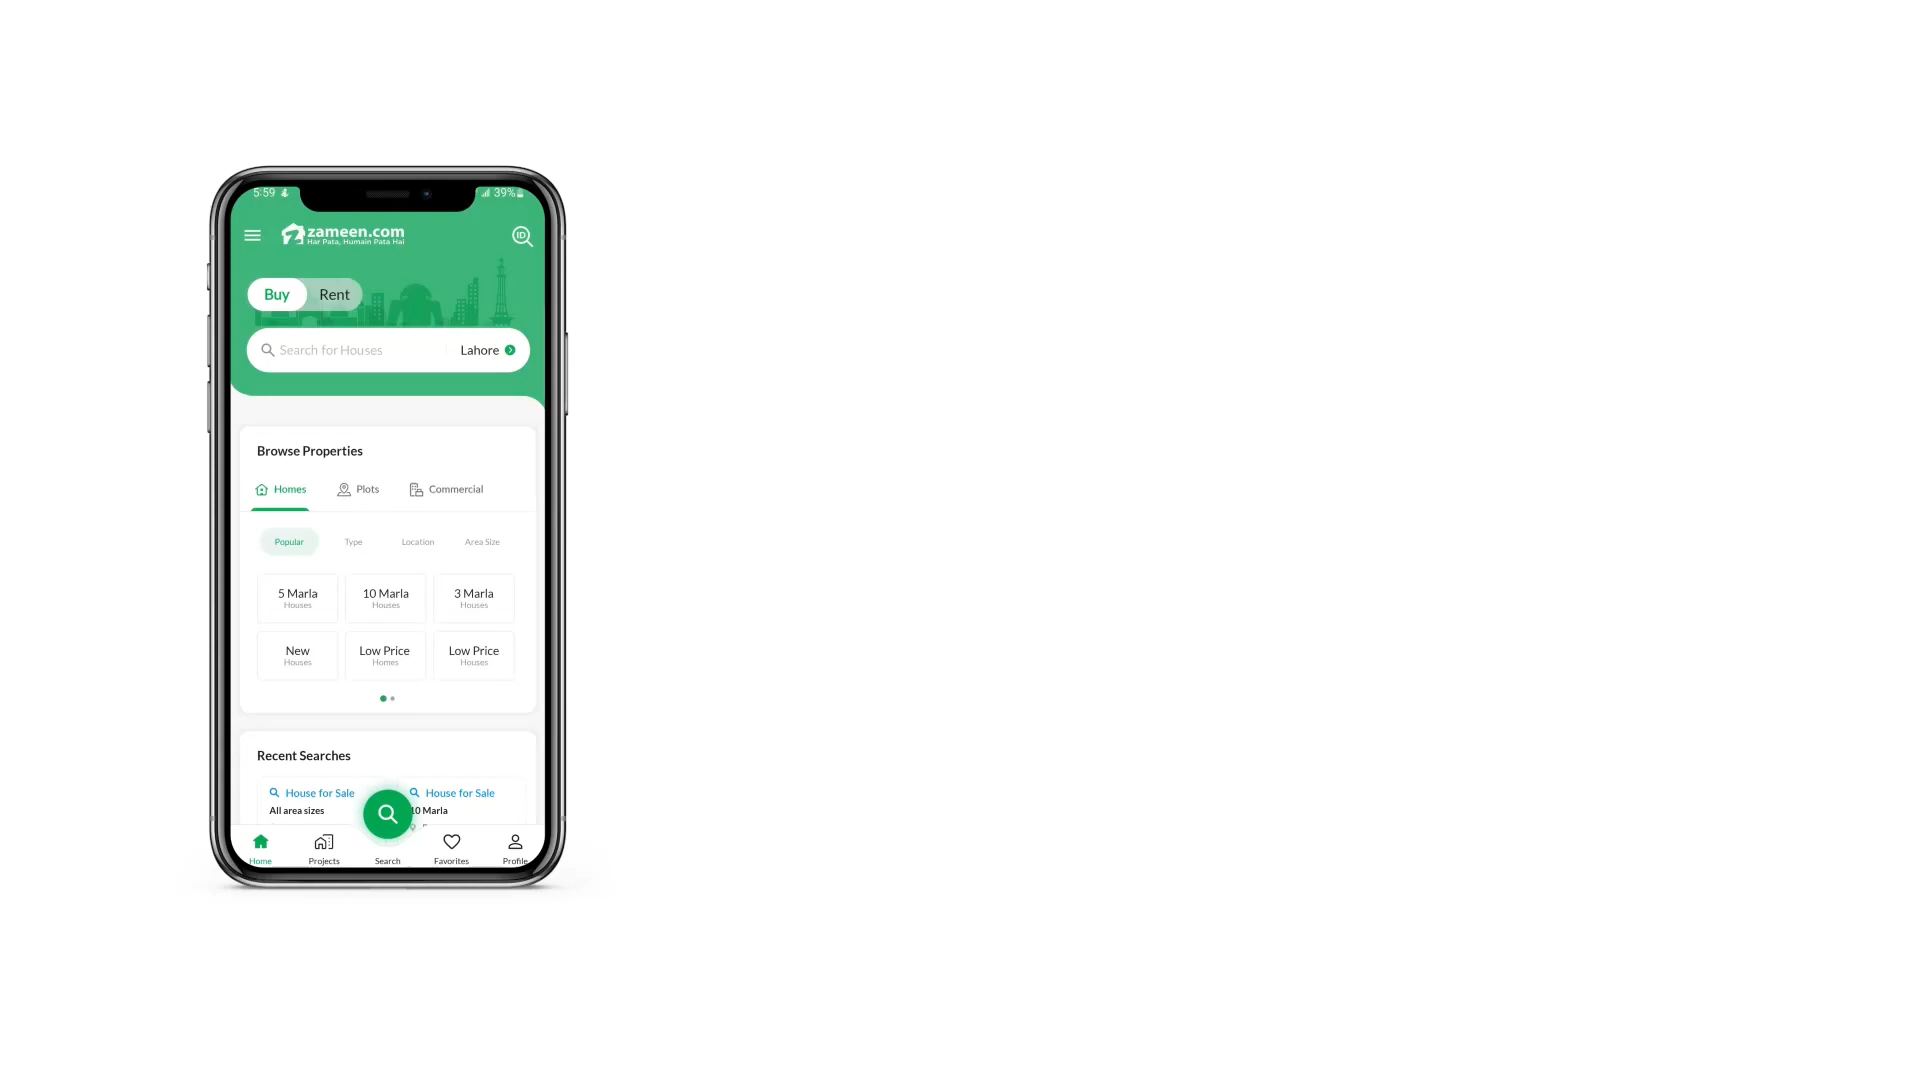 5:59
39%
zameen.com
Har Pata, Humain Pata Hai
ID
Buy Rent
Search for Houses Lahore
Browse Properties
Homes Plots Commercial
Popular Type Location Area Size
5 Marla 10 Marla 3 Marla
Houses Houses Houses
New Low Price Low Price
Houses Homes Houses
Recent Searches
House for Sale House for Sale
All area sizes 10 Marla
Home Projects Search Favorites Profile